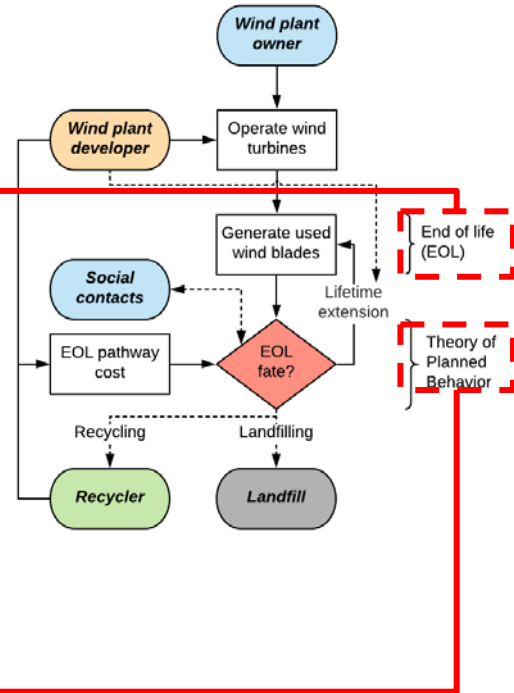 Wind plant
owner
Wind plant
developer
Operate wind
turbines
Generate used
wind blades
End of life
(EOL)
Social
contacts
Lifetime
extension
EOL pathway
cost
EOL
fate?
Theory of
Planned
Behavior
Recycling
Landfilling
Recycler
Landfill